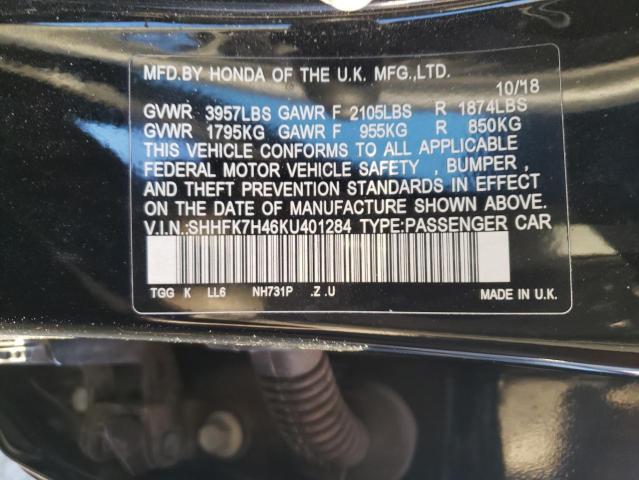 MFD.BY HONDA OF THE U.K. MFG.,LTD.
10/18
GVWR 3957LBS GAWR F 2105LBS R 1874LBS
GVWR 1795KG GAWR F 955KG R 850KG
THIS VEHICLE CONFORMS TO ALL APPLICABLE
FEDERAL MOTOR VEHICLE SAFETY , BUMPER ,
AND THEFT PREVENTION STANDARDS IN EFFECT
ON THE DATE OF MANUFACTURE SHOWN ABOVE.
V.I.N.:SHHFK7H46KU401284 TYPE:PASSENGER CAR
TGG K LL6 NH731P .Z .U MADE IN U.K.